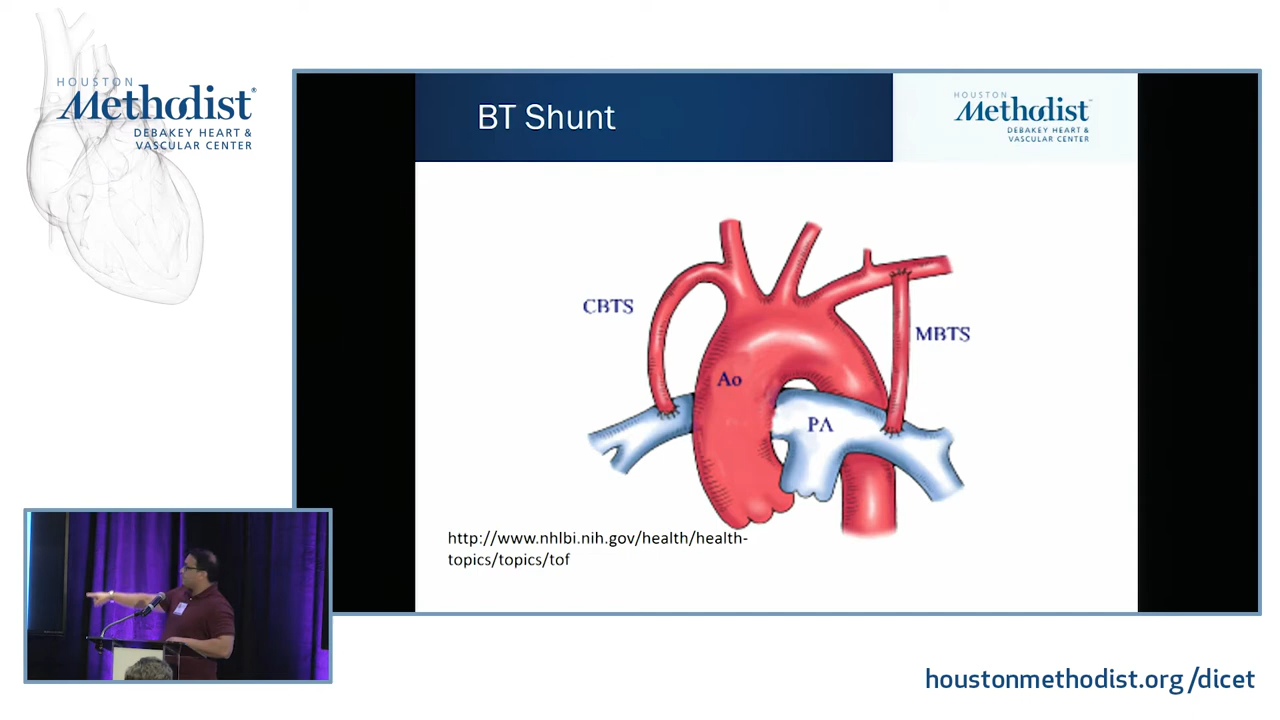 HOUSTON
Methodist®
DEBAKEY HEART &
VASCULAR CENTER
BT Shunt
HOUSTON
Methodist
DEBAKEY HEART &
VASCULAR CENTER
CBTS
MBTS
Ao
PA
http://www.nhlbi.nih.gov/health/health-
topics/topics/tof
houstonmethodist.org/dicet